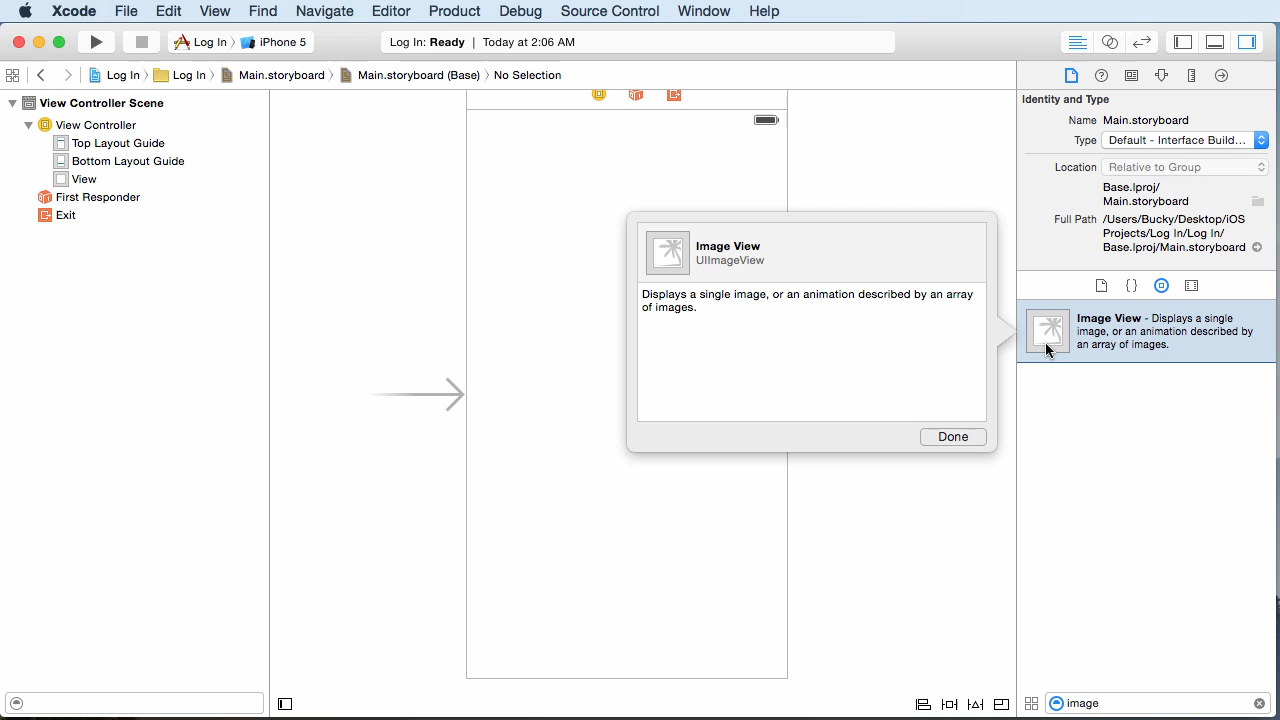 Xcode File Edit View Find Navigate Editor Product Debug Source Control Window Help
Log In iPhone 5 Log In: Ready | Today at 2:06 AM
Log In Log In Main.storyboard Main.storyboard (Base) No Selection
View Controller Scene
View Controller
Top Layout Guide
Bottom Layout Guide
View
First Responder
Exit
Image View
UIImageView
Displays a single image, or an animation described by an array
of images.
Done
Identity and Type
Name Main.storyboard
Type Default - Interface Build...
Location Relative to Group
Base.lproj/
Main.storyboard
Full Path /Users/Bucky/Desktop/iOS
Projects/Log In/Log In/
Base.lproj/Main.storyboard
Image View - Displays a single
image, or an animation described by
an array of images.
image